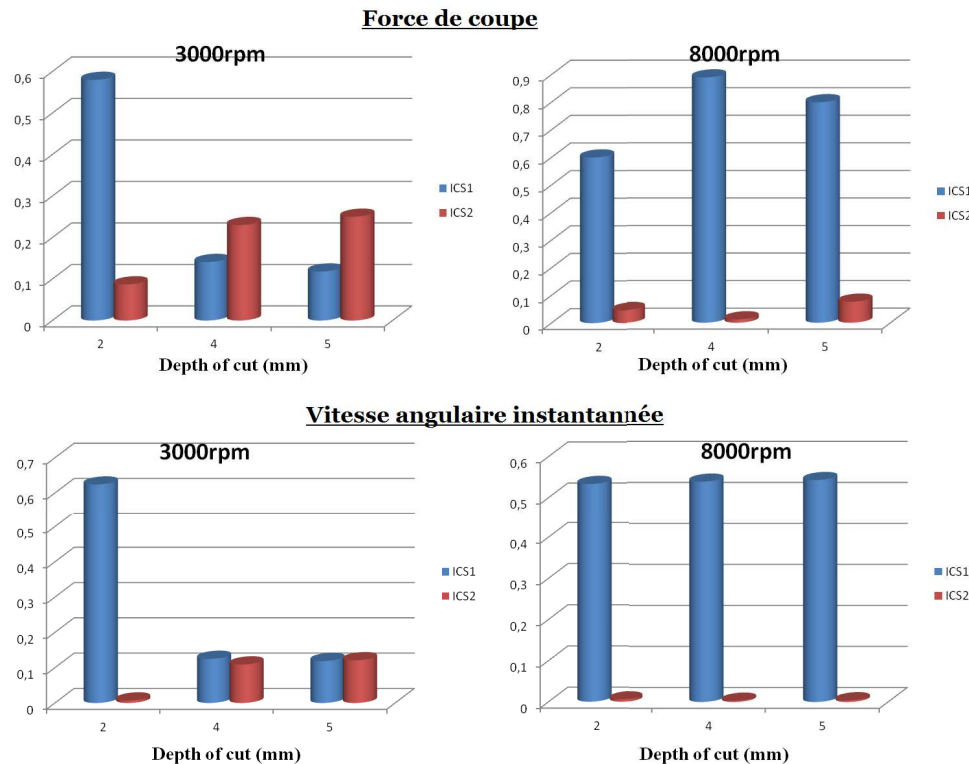 Force de coupe
3000rpm
0,6
0,5
0,4
0,3
0,2
0,1
0
2 4 5
Depth of cut (mm)
ICS1
ICS2
8000rpm
0,9
0,8
0,7
0,6
0,5
0,4
0,3
0,2
0,1
0
2 4 5
Depth of cut (mm)
ICS1
ICS2
Vitesse angulaire instantannée
3000rpm
0,7
0,6
0,5
0,4
0,3
0,2
0,1
0
2 4 5
Depth of cut (mm)
ICS1
ICS2
8000rpm
0,6
0,5
0,4
0,3
0,2
0,1
0
2 4 5
Depth of cut (mm)
ICS1
ICS2